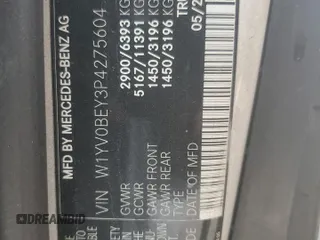 MFD BY MERCEDES-BENZ AG
VIN W1YV0BEY3P4275604
GVWR 2900/6393 KG
GCWR 5167/11391 KG
GAWR FRONT 1450/3196 KG
GAWR REAR 1450/3196 KG
TYPE TRU
DATE OF MFD 05/2
DREAMBID